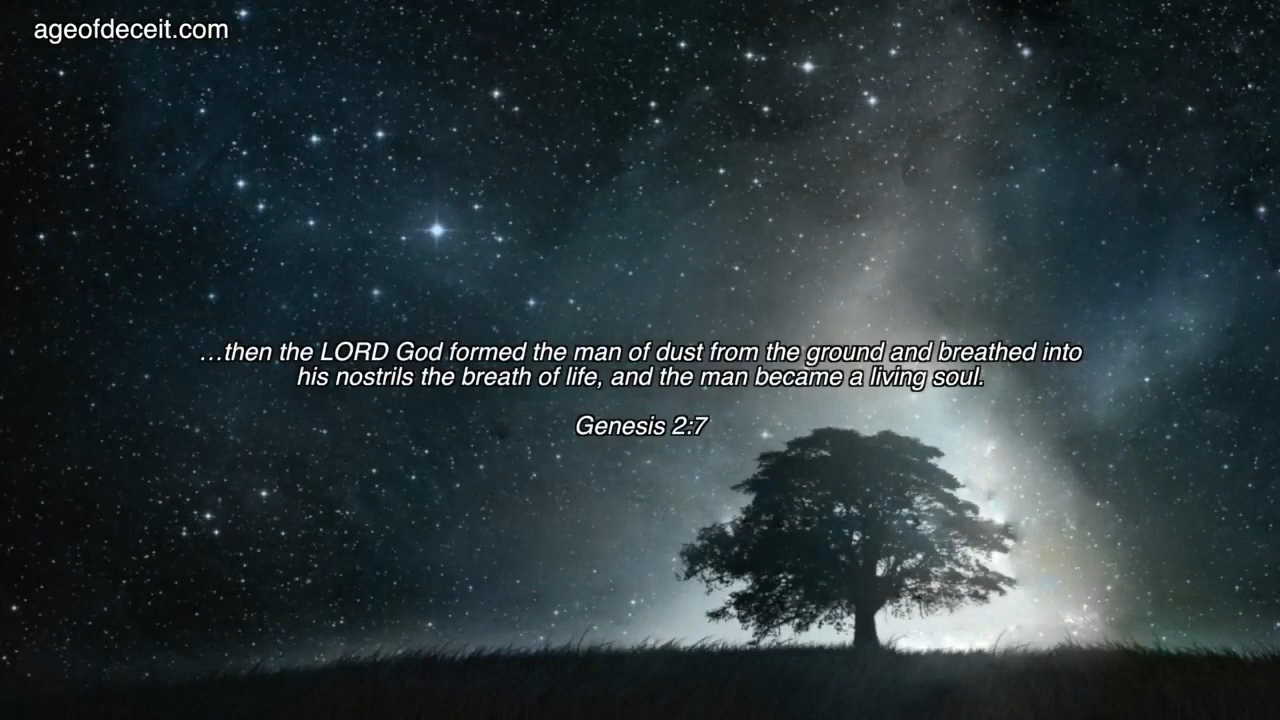 ageofdeceit.com
…then the LORD God formed the man of dust from the ground and breathed into
his nostrils the breath of life, and the man became a living soul.
Genesis 2:7